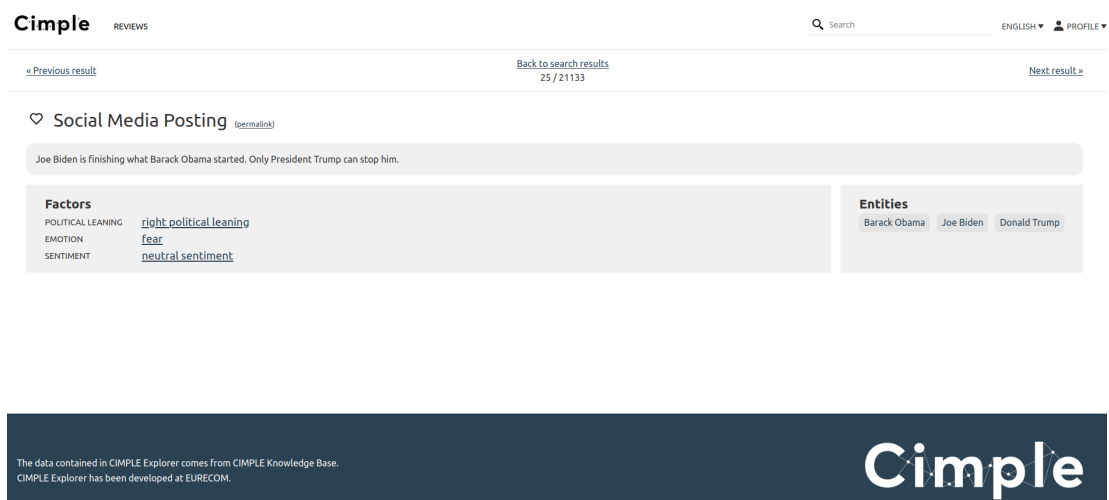 Cimple REVIEWS Search ENGLISH ▼ PROFILE ▼
« Previous result Back to search results Next result »
25 / 21133
Social Media Posting (permalink)
Joe Biden is finishing what Barack Obama started. Only President Trump can stop him.
Factors
POLITICAL LEANING right political leaning
EMOTION fear
SENTIMENT neutral sentiment
Entities
Barack Obama Joe Biden Donald Trump
The data contained in CIMPLE Explorer comes from CIMPLE Knowledge Base.
CIMPLE Explorer has been developed at EURECOM.
Cimple